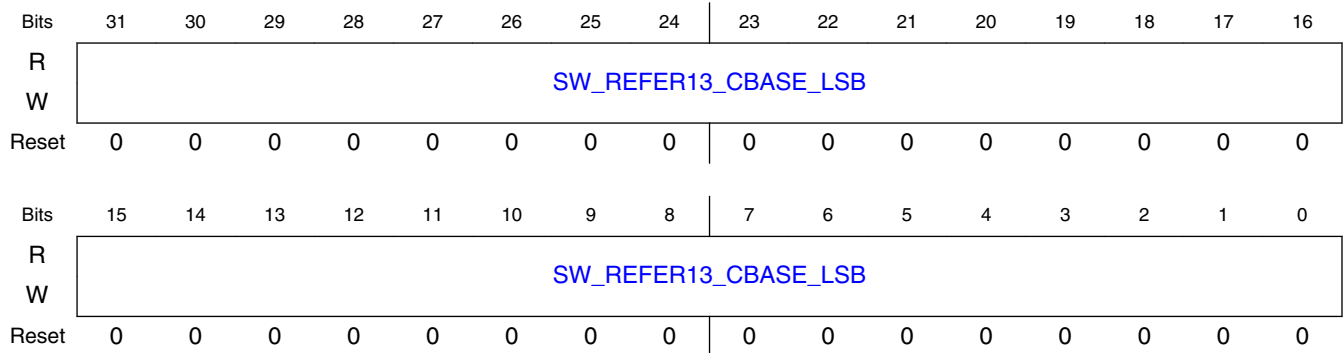 Bits 31 30 29 28 27 26 25 24 23 22 21 20 19 18 17 16
R
SW_REFER13_CBASE_LSB
W
Reset 0 0 0 0 0 0 0 0 0 0 0 0 0 0 0 0
Bits 15 14 13 12 11 10 9 8 7 6 5 4 3 2 1 0
R
SW_REFER13_CBASE_LSB
W
Reset 0 0 0 0 0 0 0 0 0 0 0 0 0 0 0 0